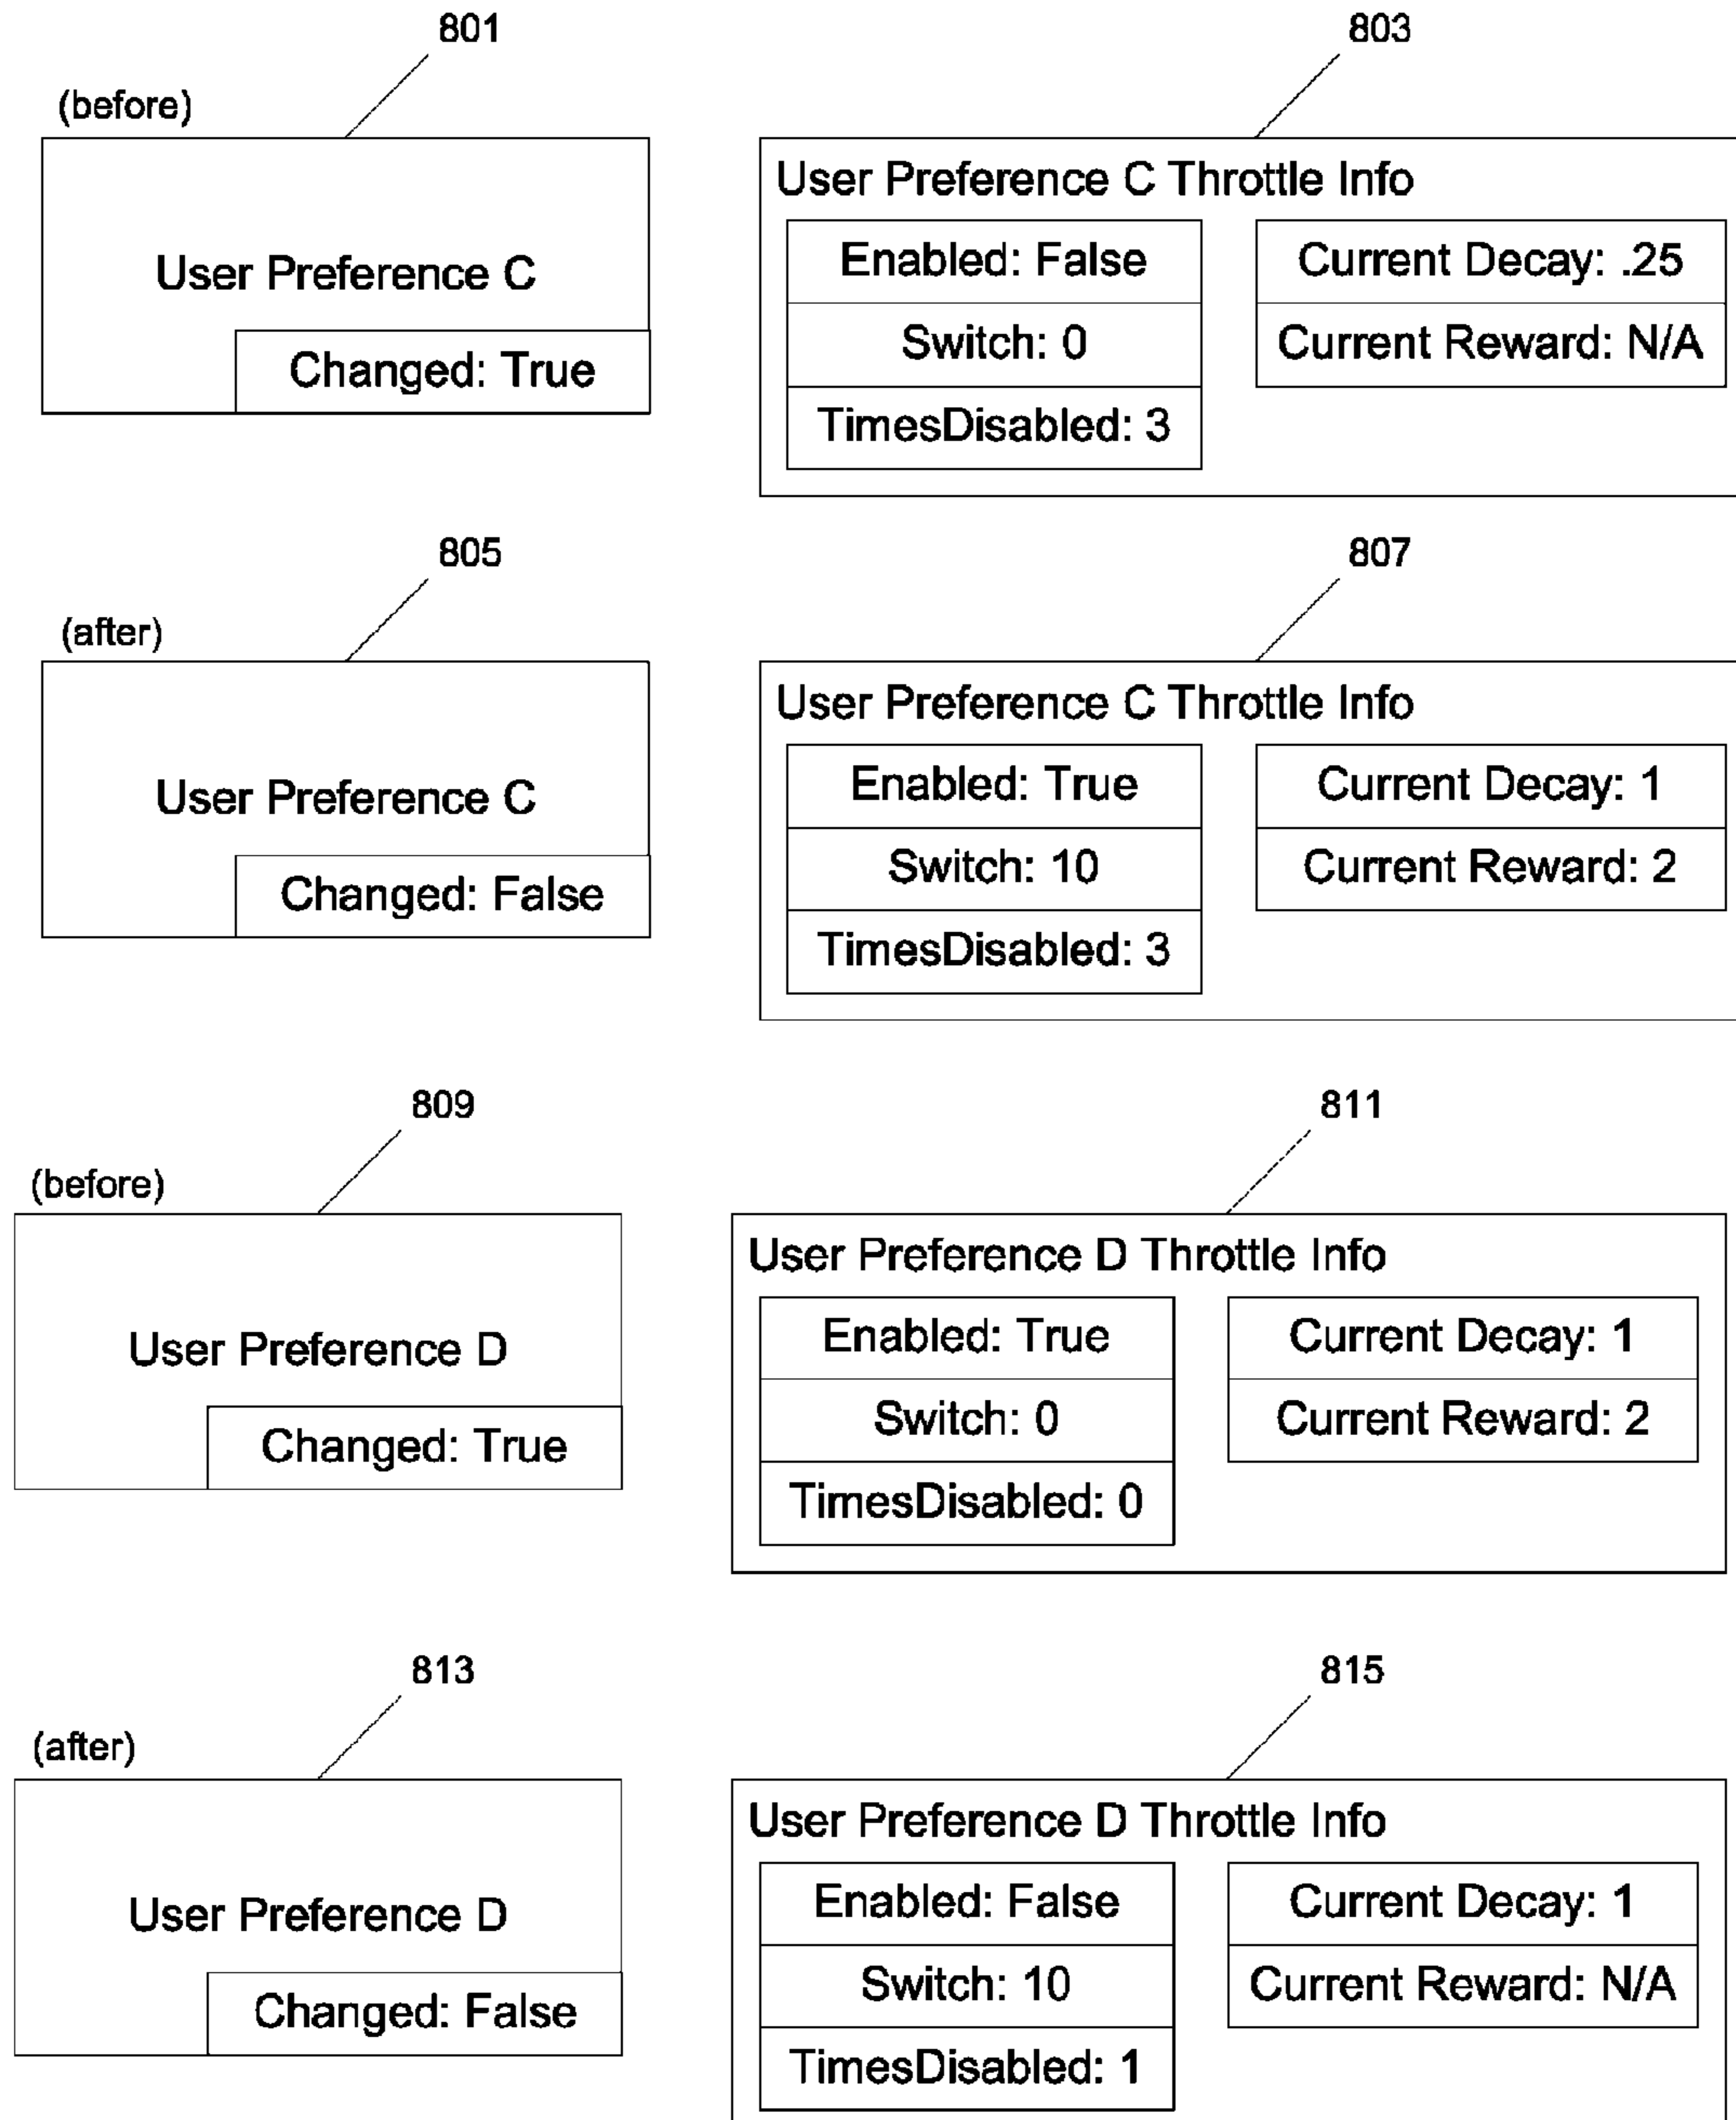 801
803
(before)
User Preference C
Changed: True
User Preference C Throttle Info
Enabled: False
Switch: 0
TimesDisabled: 3
Current Decay: .25
Current Reward: N/A
805
807
(after)
User Preference C
Changed: False
User Preference C Throttle Info
Enabled: True
Switch: 10
TimesDisabled: 3
Current Decay: 1
Current Reward: 2
809
811
(before)
User Preference D
Changed: True
User Preference D Throttle Info
Enabled: True
Switch: 0
TimesDisabled: 0
Current Decay: 1
Current Reward: 2
813
815
(after)
User Preference D
Changed: False
User Preference D Throttle Info
Enabled: False
Switch: 10
TimesDisabled: 1
Current Decay: 1
Current Reward: N/A